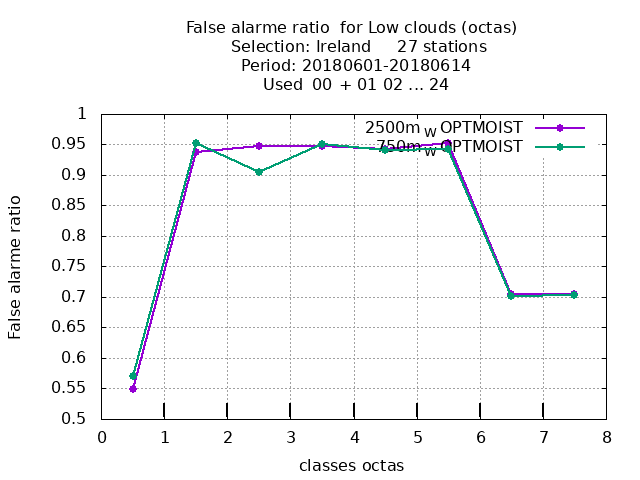 False alarme ratio  for Low clouds (octas)
Selection: Ireland     27 stations
Period: 20180601-20180614
Used  00 + 01 02 ... 24
2500m W OPTMOIST
750m W OPTMOIST
1
0.95
0.9
0.85
0.8
0.75
0.7
0.65
0.6
0.55
0.5
False alarme ratio
0 1 2 3 4 5 6 7 8
classes octas